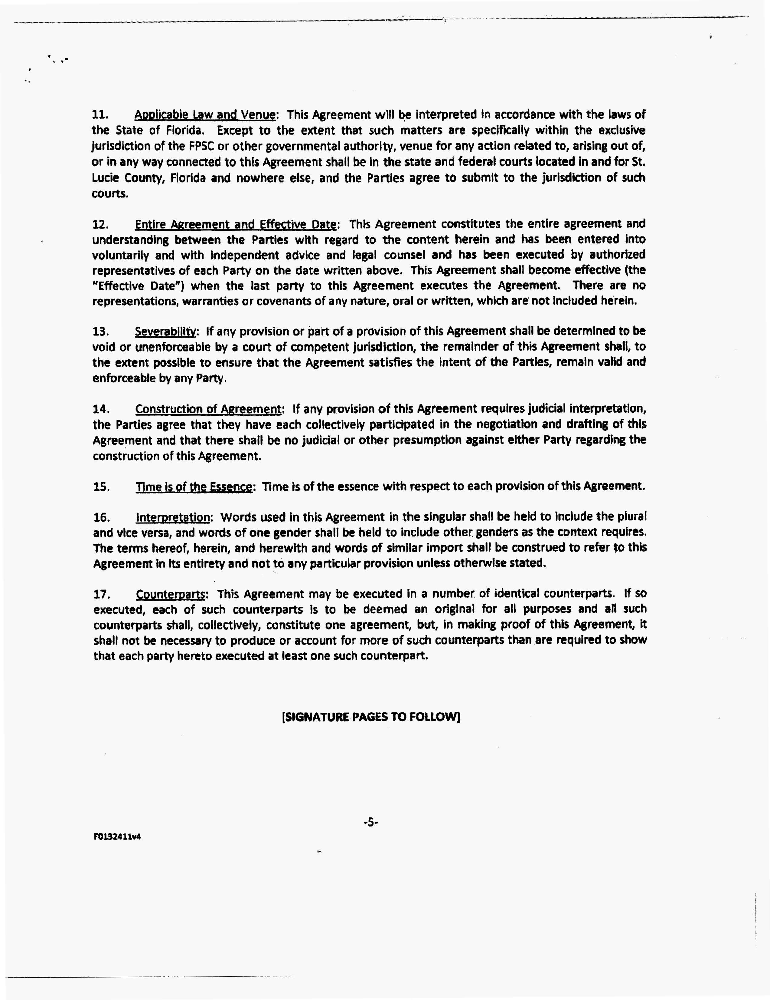 11. Applicable Law and Venue: This Agreement will be interpreted in accordance with the laws of
the State of Florida. Except to the extent that such matters are specifically within the exclusive
jurisdiction of the FPSC or other governmental authority, venue for any action related to, arising out of,
or in any way connected to this Agreement shall be in the state and federal courts located in and for St.
Lucie County, Florida and nowhere else, and the Parties agree to submit to the jurisdiction of such
courts.
12. Entire Agreement and Effective Date: This Agreement constitutes the entire agreement and
understanding between the Parties with regard to the content herein and has been entered into
voluntarily and with independent advice and legal counsel and has been executed by authorized
representatives of each Party on the date written above. This Agreement shall become effective (the
"Effective Date") when the last party to this Agreement executes the Agreement. There are no
representations, warranties or covenants of any nature, oral or written, which are not included herein.
13. Severability: If any provision or part of a provision of this Agreement shall be determined to be
void or unenforceable by a court of competent jurisdiction, the remainder of this Agreement shall, to
the extent possible to ensure that the Agreement satisfies the intent of the Parties, remain valid and
enforceable by any Party.
14. Construction of Agreement: If any provision of this Agreement requires judicial interpretation,
the Parties agree that they have each collectively participated in the negotiation and drafting of this
Agreement and that there shall be no judicial or other presumption against either Party regarding the
construction of this Agreement.
15. Time is of the Essence: Time is of the essence with respect to each provision of this Agreement.
16. Interpretation: Words used in this Agreement in the singular shall be held to include the plural
and vice versa, and words of one gender shall be held to include other genders as the context requires.
The terms hereof, herein, and herewith and words of similar import shall be construed to refer to this
Agreement in its entirety and not to any particular provision unless otherwise stated.
17. Counterparts: This Agreement may be executed in a number of identical counterparts. If so
executed, each of such counterparts is to be deemed an original for all purposes and all such
counterparts shall, collectively, constitute one agreement, but, in making proof of this Agreement, it
shall not be necessary to produce or account for more of such counterparts than are required to show
that each party hereto executed at least one such counterpart.
[SIGNATURE PAGES TO FOLLOW]
-5-
F0132411v4